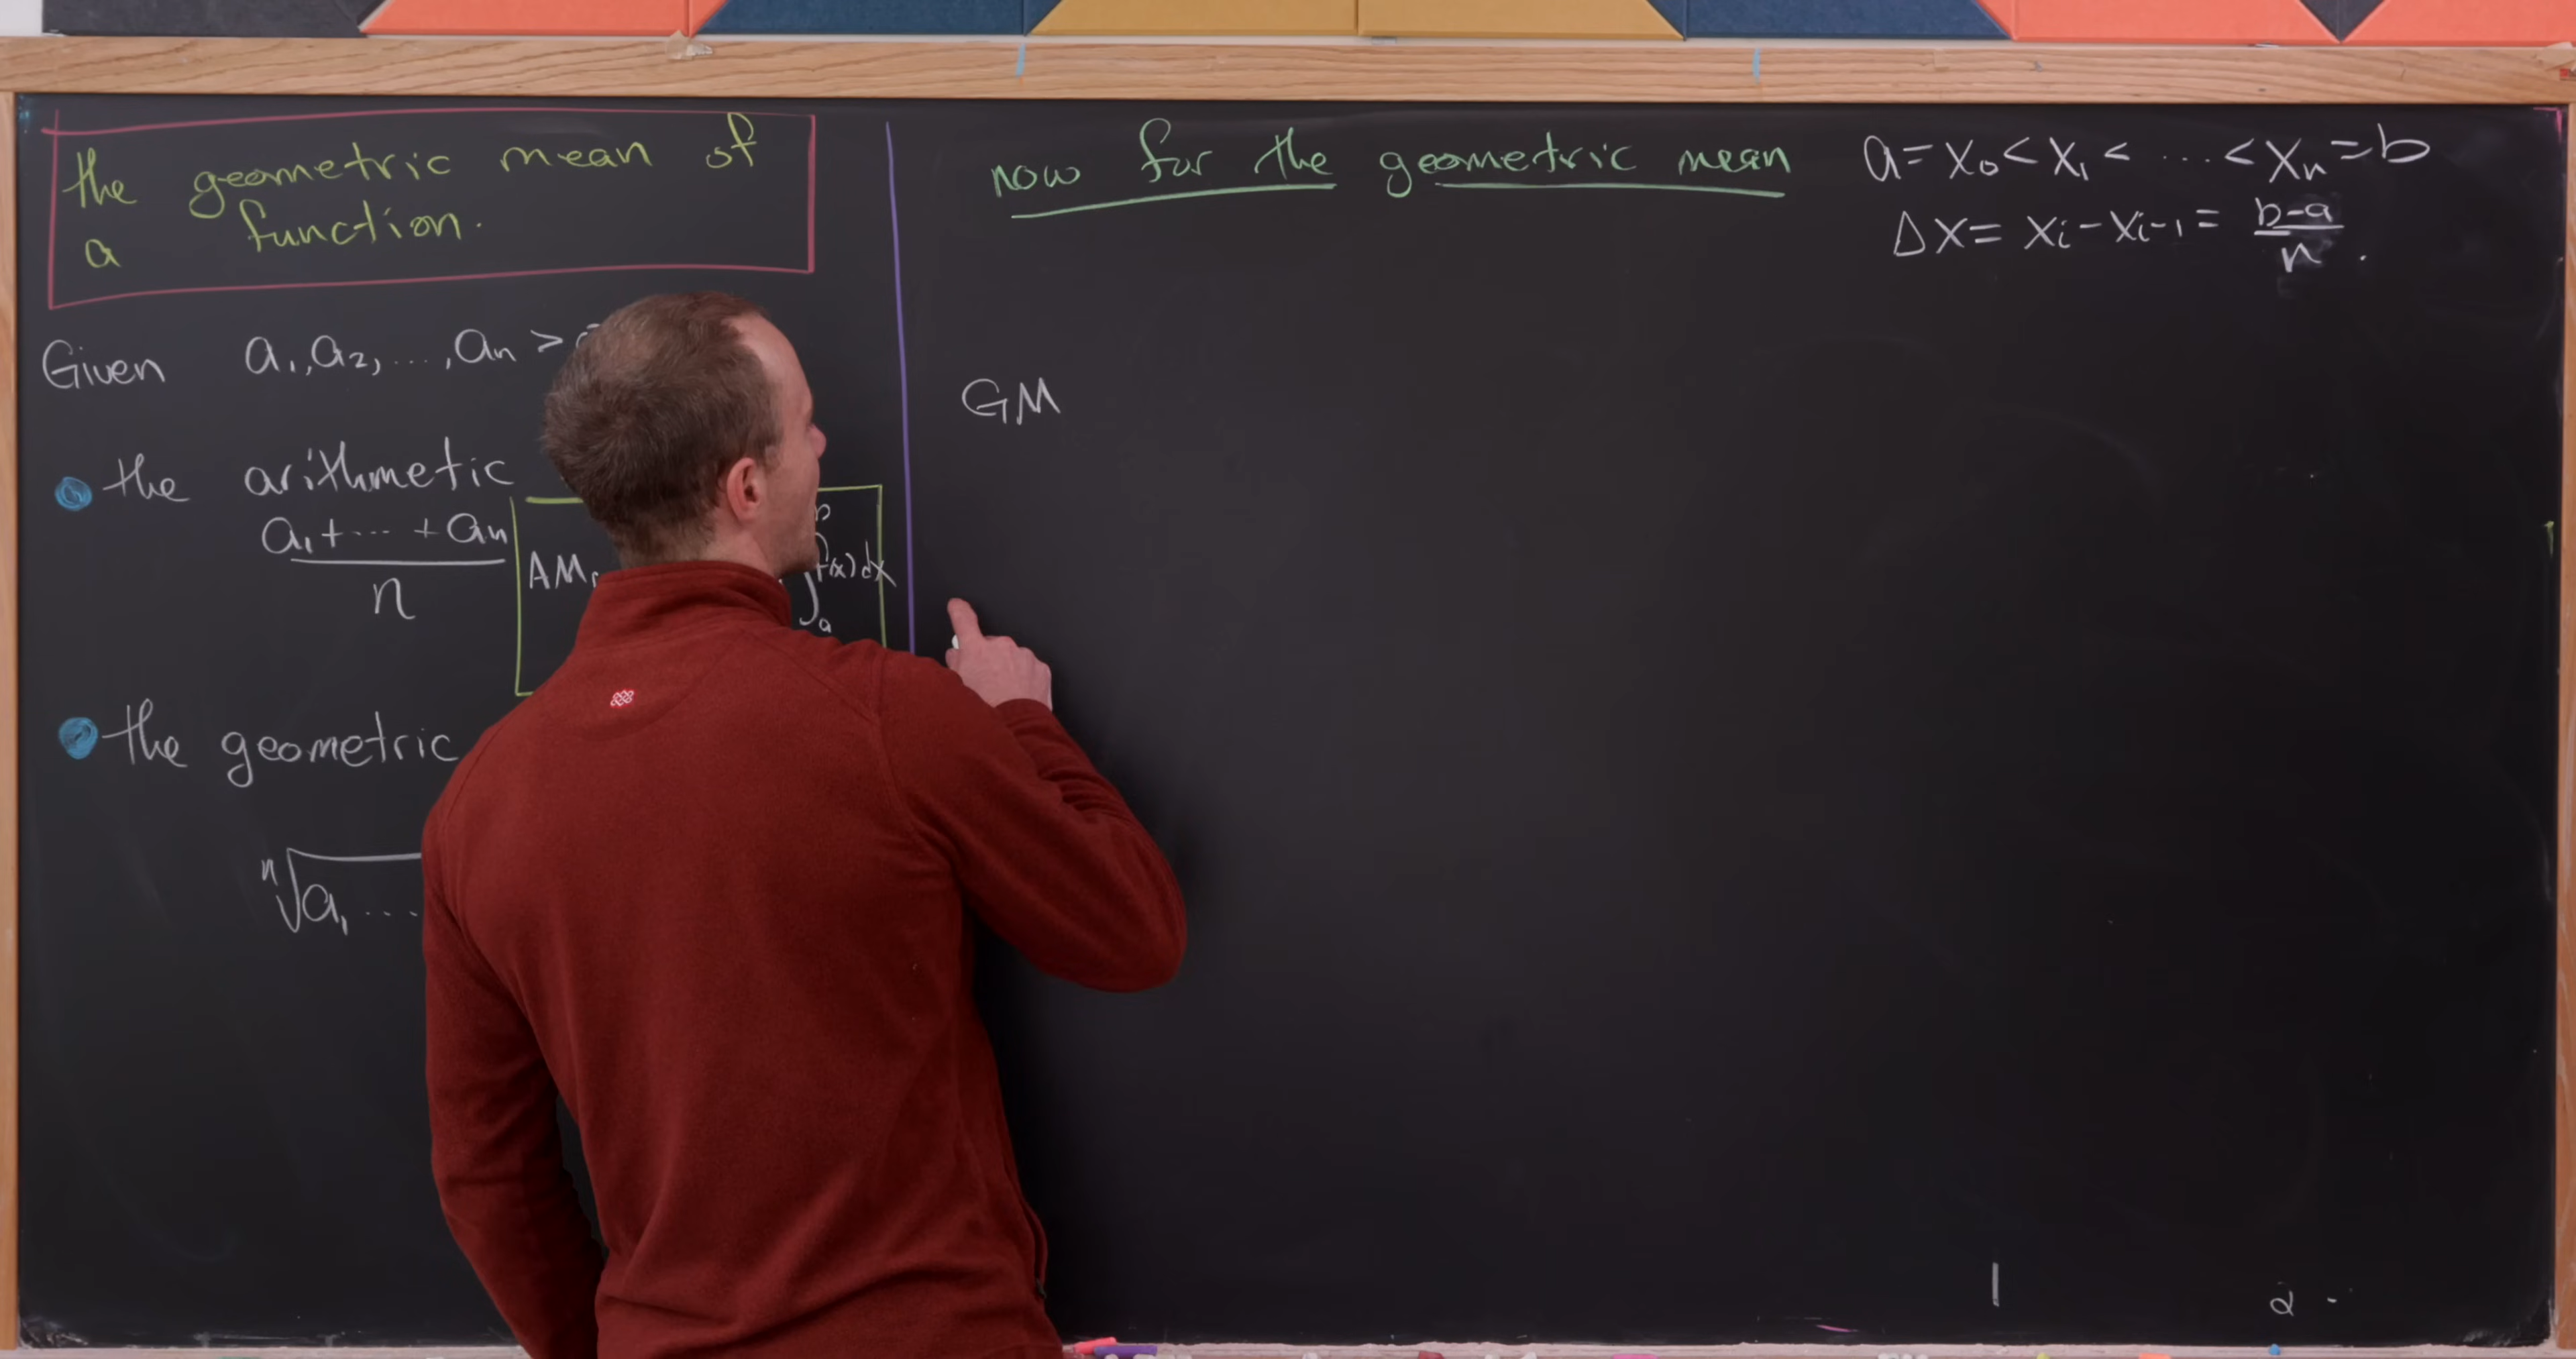 the geometric mean of
a function.
Given a₁, a₂, ..., aₙ >
the arithmetic
a₁ + ... + aₙ
n
AM
∫ₐ f(x) dx
the geometric
ⁿ√a₁ ...
now for the geometric mean
GM
a = x₀ < x₁ < ... < xₙ = b
Δx = xᵢ - xᵢ₋₁ = b-a
n .
1 2 .